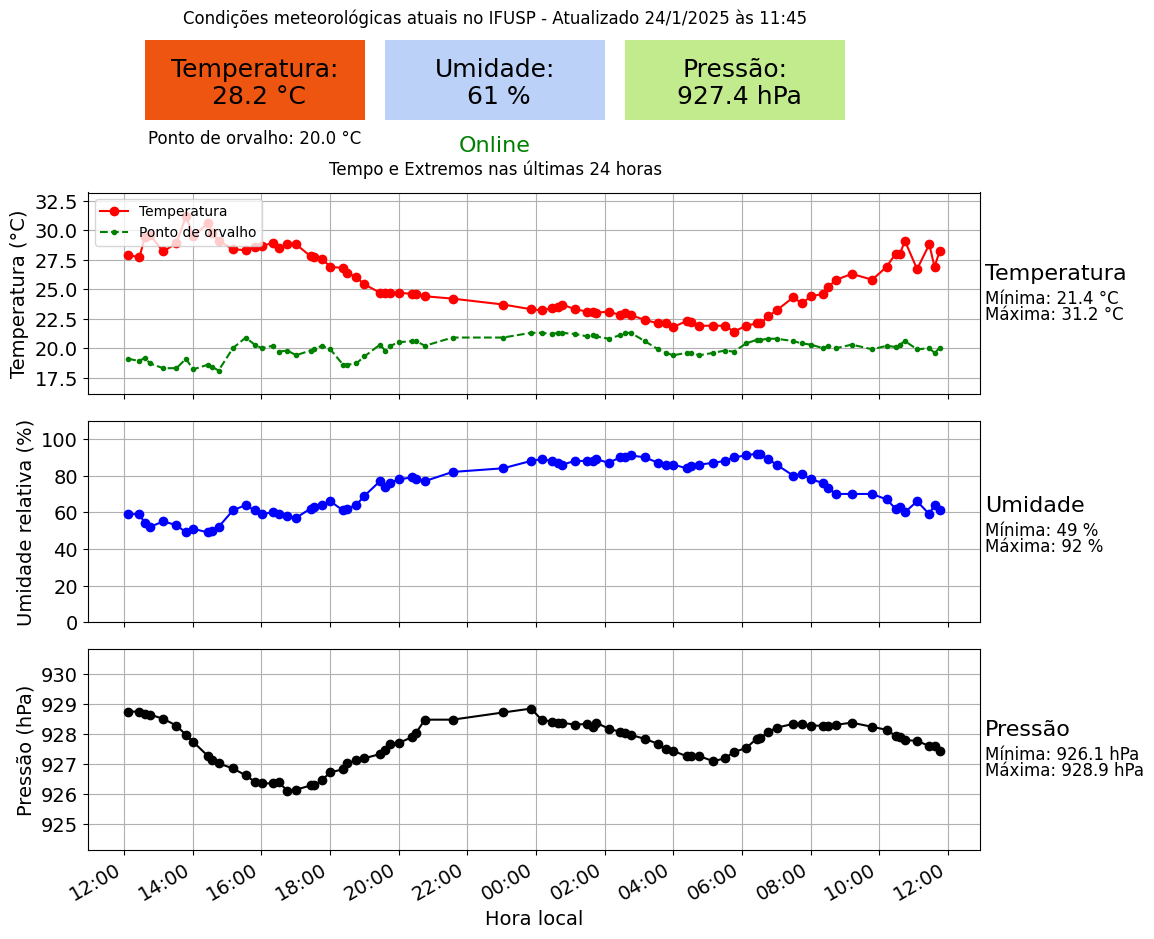 Condições meteorológicas atuais no IFUSP - Atualizado 24/1/2025 às 11:45
Temperatura:
28.2 °C
Umidade:
61 %
Pressão:
927.4 hPa
Ponto de orvalho: 20.0 °C
Online
Tempo e Extremos nas últimas 24 horas
Temperatura (°C)
32.5
30.0
27.5
25.0
22.5
20.0
17.5
Temperatura
Ponto de orvalho
Temperatura
Mínima: 21.4 °C
Máxima: 31.2 °C
Umidade relativa (%)
100
80
60
40
20
0
Umidade
Mínima: 49 %
Máxima: 92 %
Pressão (hPa)
930
929
928
927
926
925
Pressão
Mínima: 926.1 hPa
Máxima: 928.9 hPa
12:00
14:00
16:00
18:00
20:00
22:00
00:00
02:00
04:00
06:00
08:00
10:00
12:00
Hora local